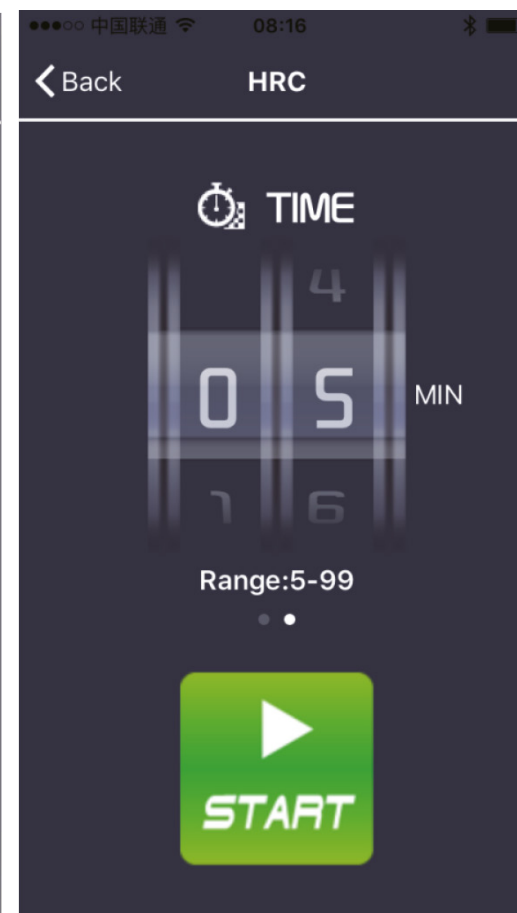 中国联通 08:16
Back HRC
TIME
4
0 5 MIN
1 6
Range:5-99
START